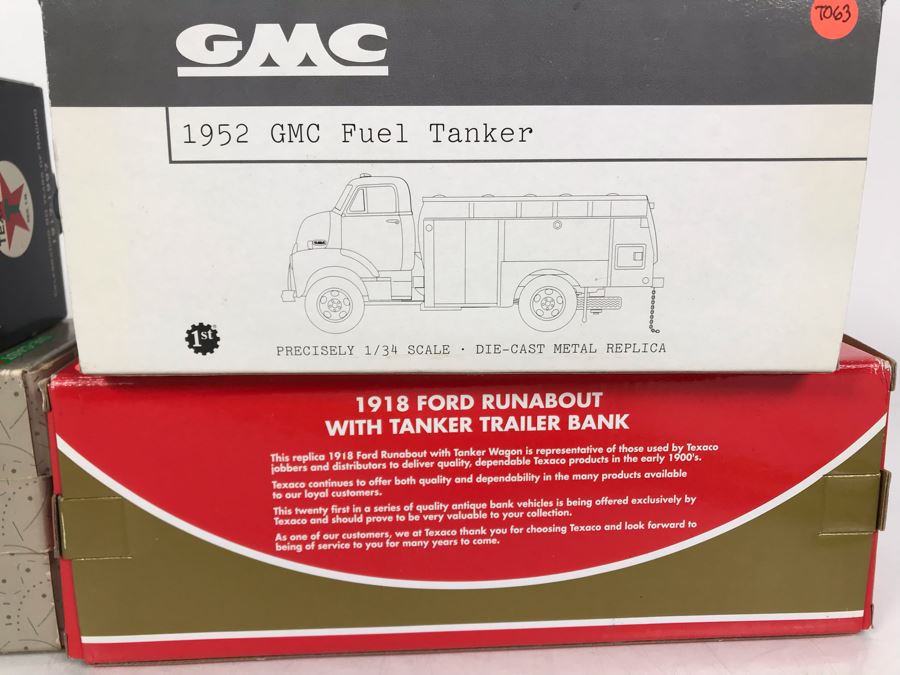 T063
GMC
1952 GMC Fuel Tanker
GMC
1st
PRECISELY 1/34 SCALE · DIE-CAST METAL REPLICA
1918 FORD RUNABOUT
WITH TANKER TRAILER BANK
This replica 1918 Ford Runabout with Tanker Wagon is representative of those used by Texaco
jobbers and distributors to deliver quality, dependable Texaco products in the early 1900's.
Texaco continues to offer both quality and dependability in the many products available
to our loyal customers.
This twenty first in a series of quality antique bank vehicles is being offered exclusively by
Texaco and should prove to be very valuable to your collection.
As one of our customers, we at Texaco thank you for choosing Texaco and look forward to
being of service to you for many years to come.